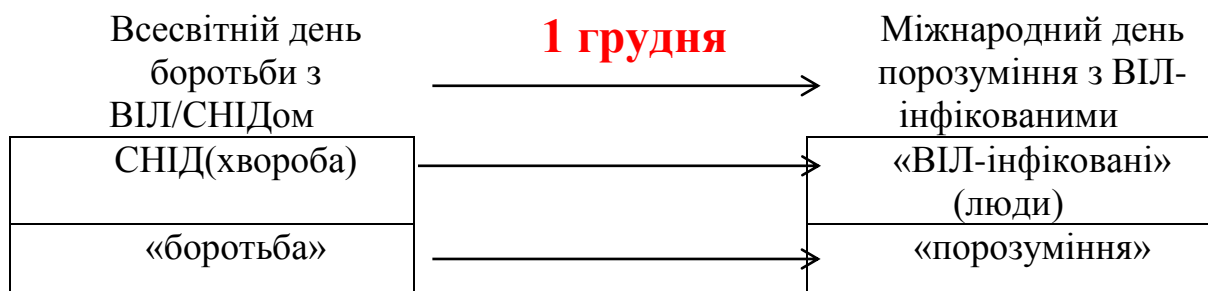 Всесвітній день
боротьби з
ВІЛ/СНІДом
1 грудня
Міжнародний день
порозуміння з ВІЛ-
інфікованими
СНІД(хвороба)
«ВІЛ-інфіковані»
(люди)
«боротьба»
«порозуміння»